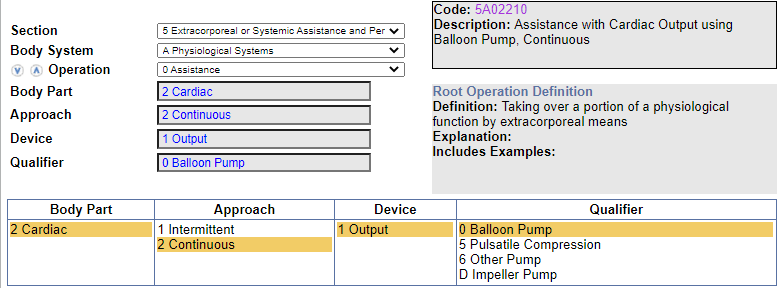 Section 5 Extracorporeal or Systemic Assistance and Per
Body System A Physiological Systems
Operation 0 Assistance
Body Part 2 Cardiac
Approach 2 Continuous
Device 1 Output
Qualifier 0 Balloon Pump
Code: 5A02210
Description: Assistance with Cardiac Output using
Balloon Pump, Continuous
Root Operation Definition
Definition: Taking over a portion of a physiological
function by extracorporeal means
Explanation:
Includes Examples:
Body Part Approach Device Qualifier
2 Cardiac 1 Intermittent 1 Output 0 Balloon Pump
2 Continuous 5 Pulsatile Compression
6 Other Pump
D Impeller Pump